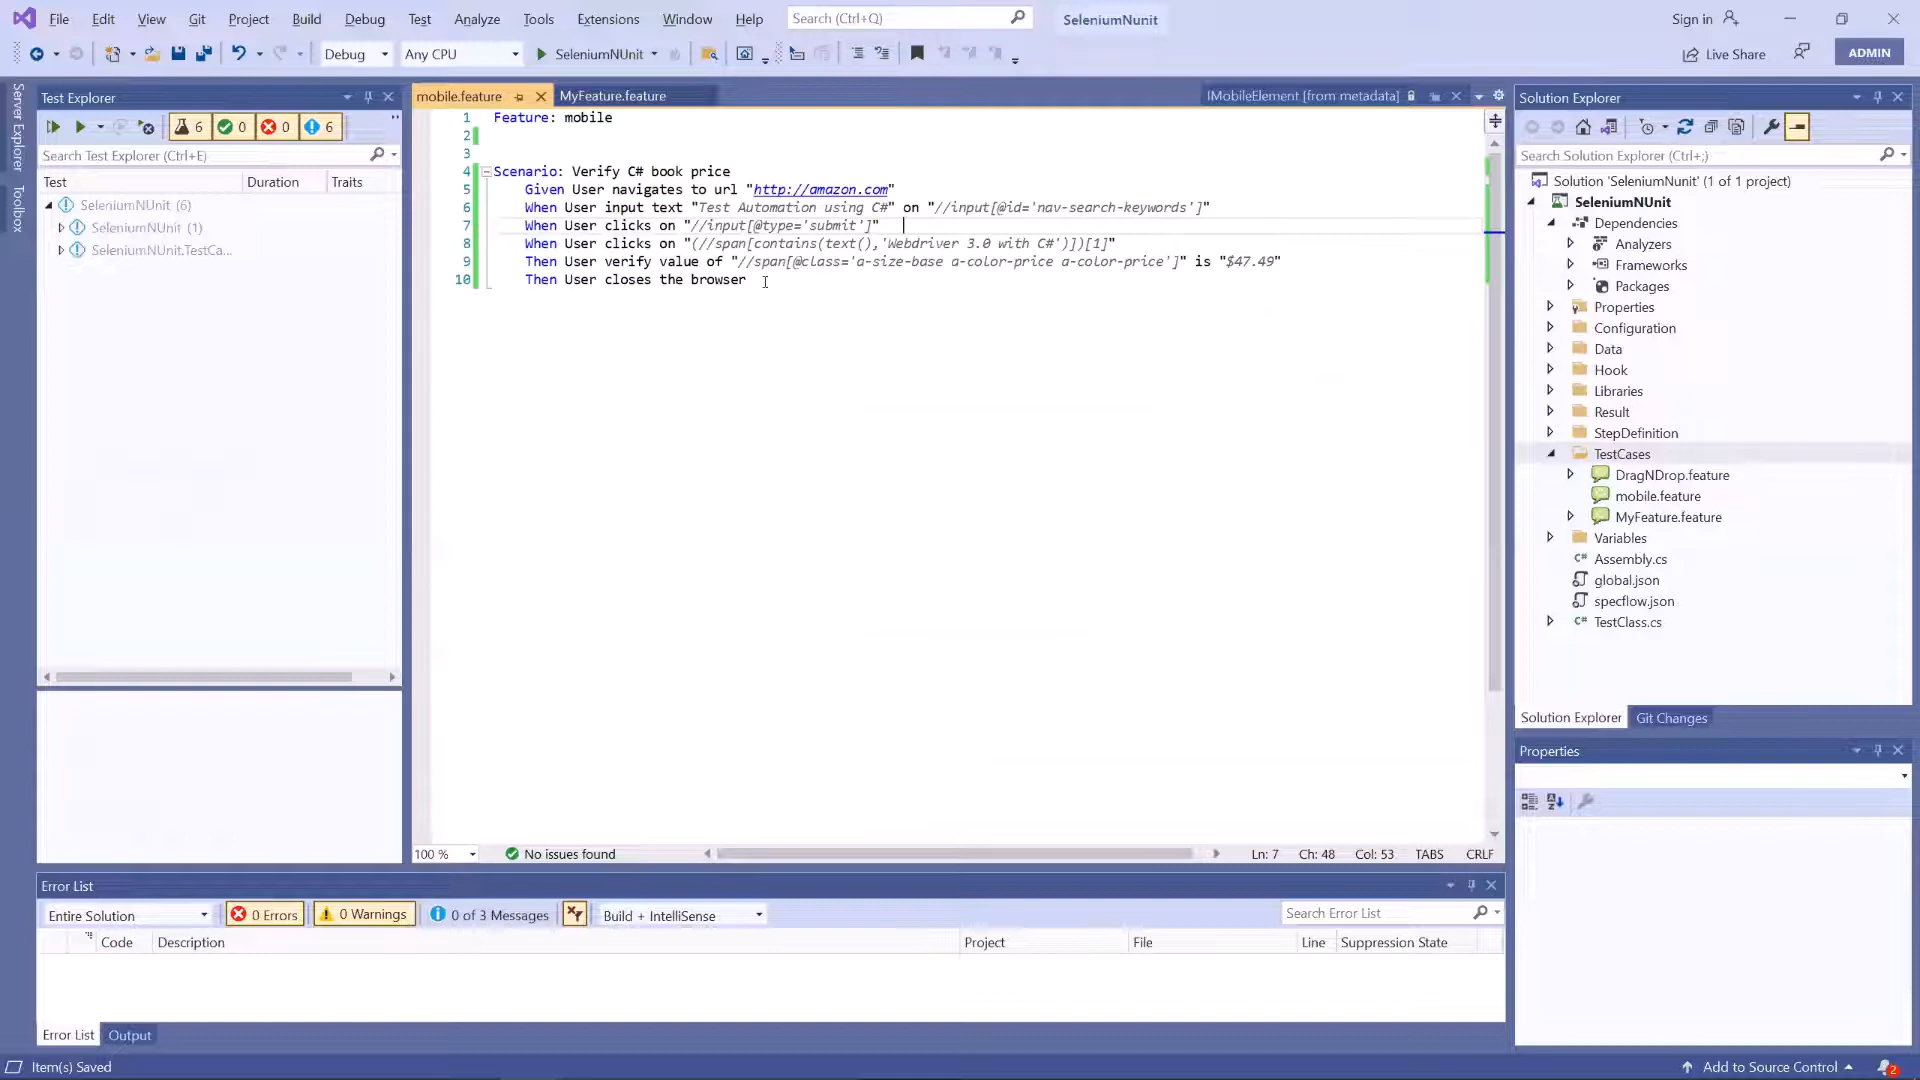 File Edit View Git Project Build Debug Test Analyze Tools Extensions Window Help Search (Ctrl+Q) SeleniumNunit Sign in
Debug Any CPU SeleniumNUnit Live Share ADMIN
Server Explorer
Toolbox
Test Explorer
6 0 0 6
Search Test Explorer (Ctrl+E)
Test Duration Traits
SeleniumNUnit (6)
SeleniumNUnit (1)
SeleniumNUnit.TestCa...
mobile.feature MyFeature.feature IMobileElement [from metadata]
1 Feature: mobile
2
3
4 Scenario: Verify C# book price
5 Given User navigates to url "http://amazon.com"
6 When User input text "Test Automation using C#" on "//input[@id='nav-search-keywords']"
7 When User clicks on "//input[@type='submit']"
8 When User clicks on "(//span[contains(text(),'Webdriver 3.0 with C#')])[1]"
9 Then User verify value of "//span[@class='a-size-base a-color-price a-color-price']" is "$47.49"
10 Then User closes the browser
100 % No issues found Ln: 7 Ch: 48 Col: 53 TABS CRLF
Solution Explorer
Search Solution Explorer (Ctrl+;)
Solution 'SeleniumNunit' (1 of 1 project)
SeleniumNUnit
Dependencies
Analyzers
Frameworks
Packages
Properties
Configuration
Data
Hook
Libraries
Result
StepDefinition
TestCases
DragNDrop.feature
mobile.feature
MyFeature.feature
Variables
C# Assembly.cs
global.json
specflow.json
C# TestClass.cs
Solution Explorer Git Changes
Properties
Error List
Entire Solution 0 Errors 0 Warnings 0 of 3 Messages Build + IntelliSense Search Error List
Code Description Project File Line Suppression State
Error List Output
Item(s) Saved Add to Source Control 2